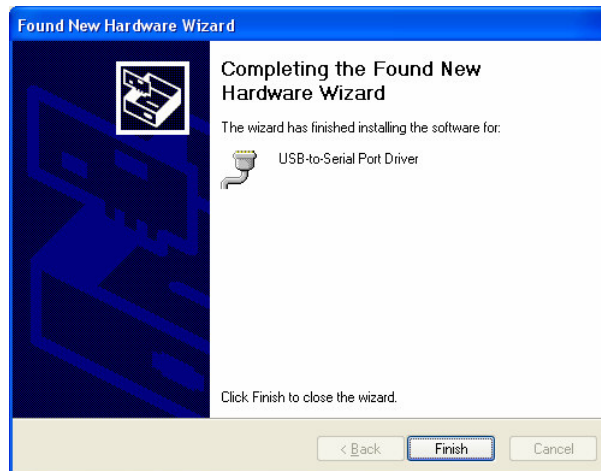 Found New Hardware Wizard
Completing the Found New
Hardware Wizard
The wizard has finished installing the software for:
USB-to-Serial Port Driver
Click Finish to close the wizard.
< Back Finish Cancel